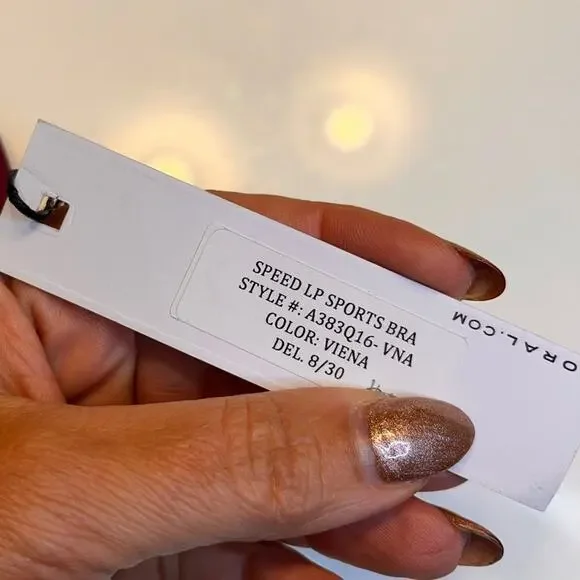 SPEED LP SPORTS BRA
STYLE #: A383Q16- VNA
COLOR: VIENA
DEL. 8/30
ORAL.COM